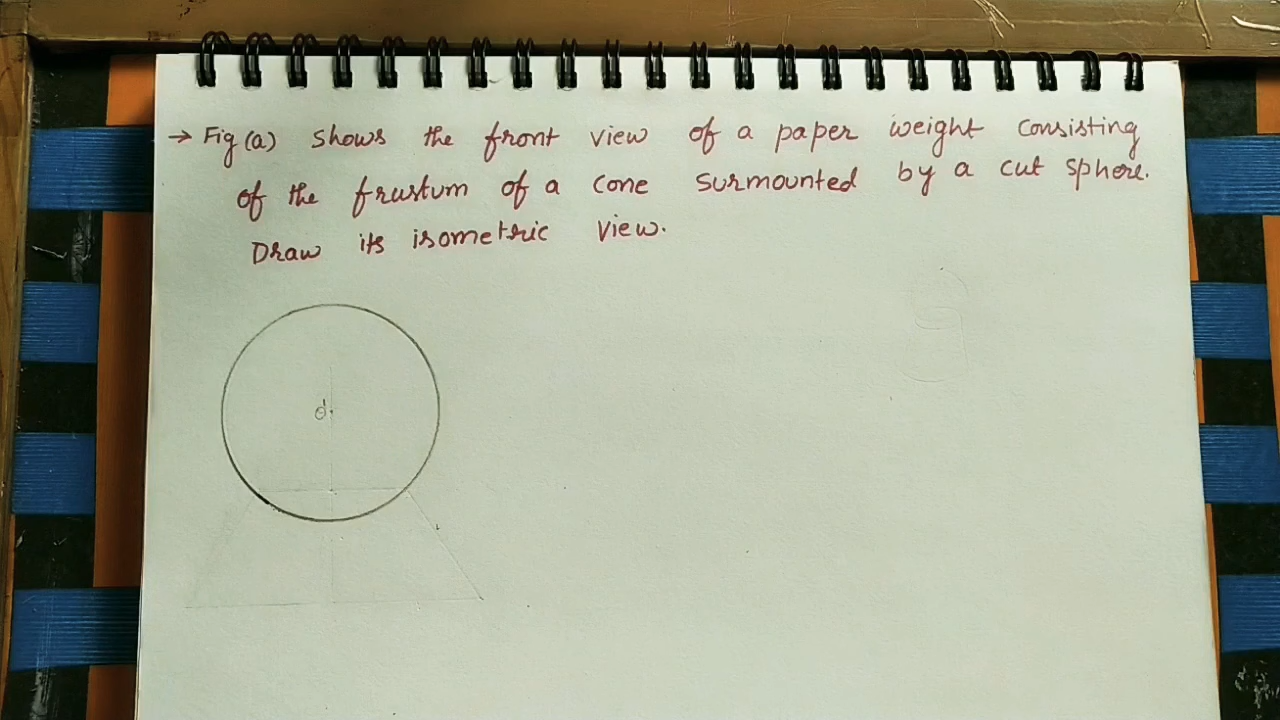 → Fig (a) shows the front view of a paper weight consisting
of the frustum of a cone surmounted by a cut sphere.
Draw its isometric view.
o'